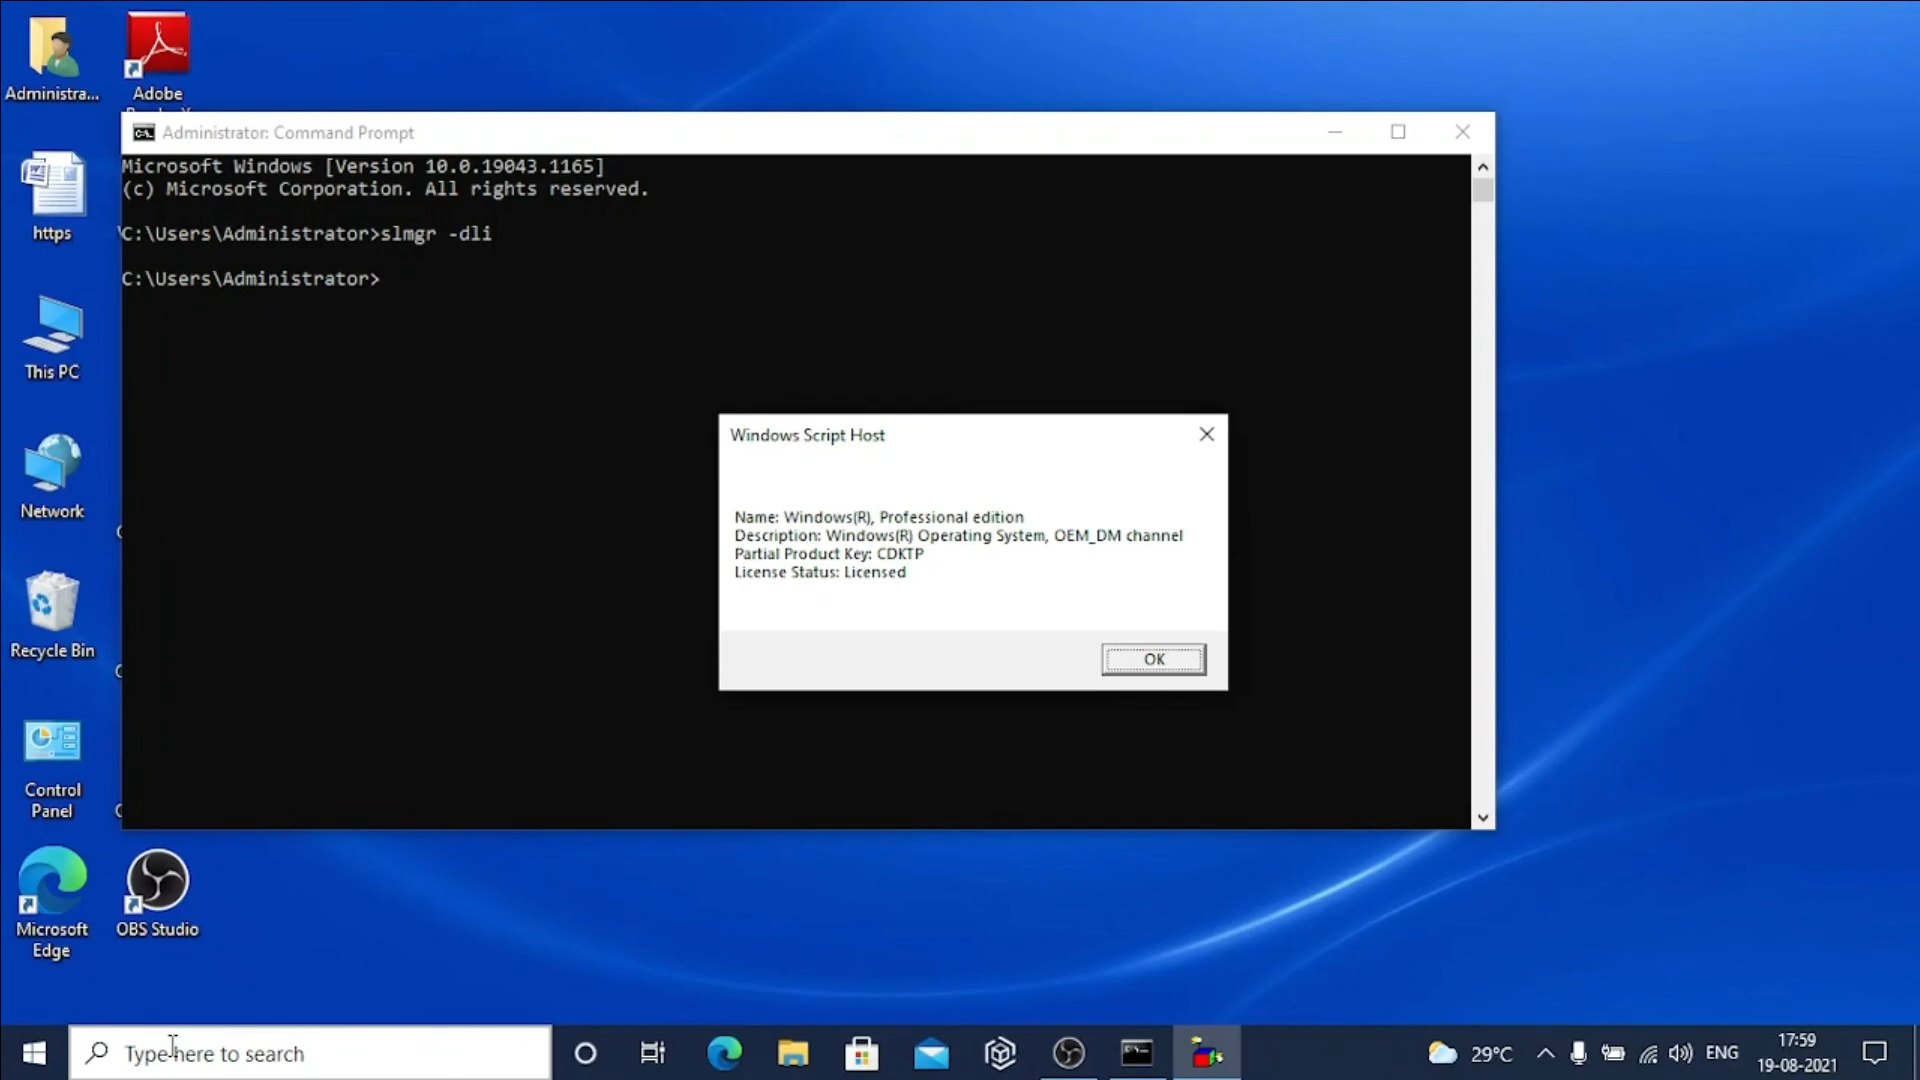 Administra...
Adobe
https
This PC
Network
Recycle Bin
Control
Panel
Microsoft
Edge
OBS Studio
Administrator: Command Prompt
Microsoft Windows [Version 10.0.19043.1165]
(c) Microsoft Corporation. All rights reserved.
C:\Users\Administrator>slmgr -dli
C:\Users\Administrator>
Windows Script Host
Name: Windows(R), Professional edition
Description: Windows(R) Operating System, OEM_DM channel
Partial Product Key: CDKTP
License Status: Licensed
OK
Type here to search
29°C
ENG
17:59
19-08-2021